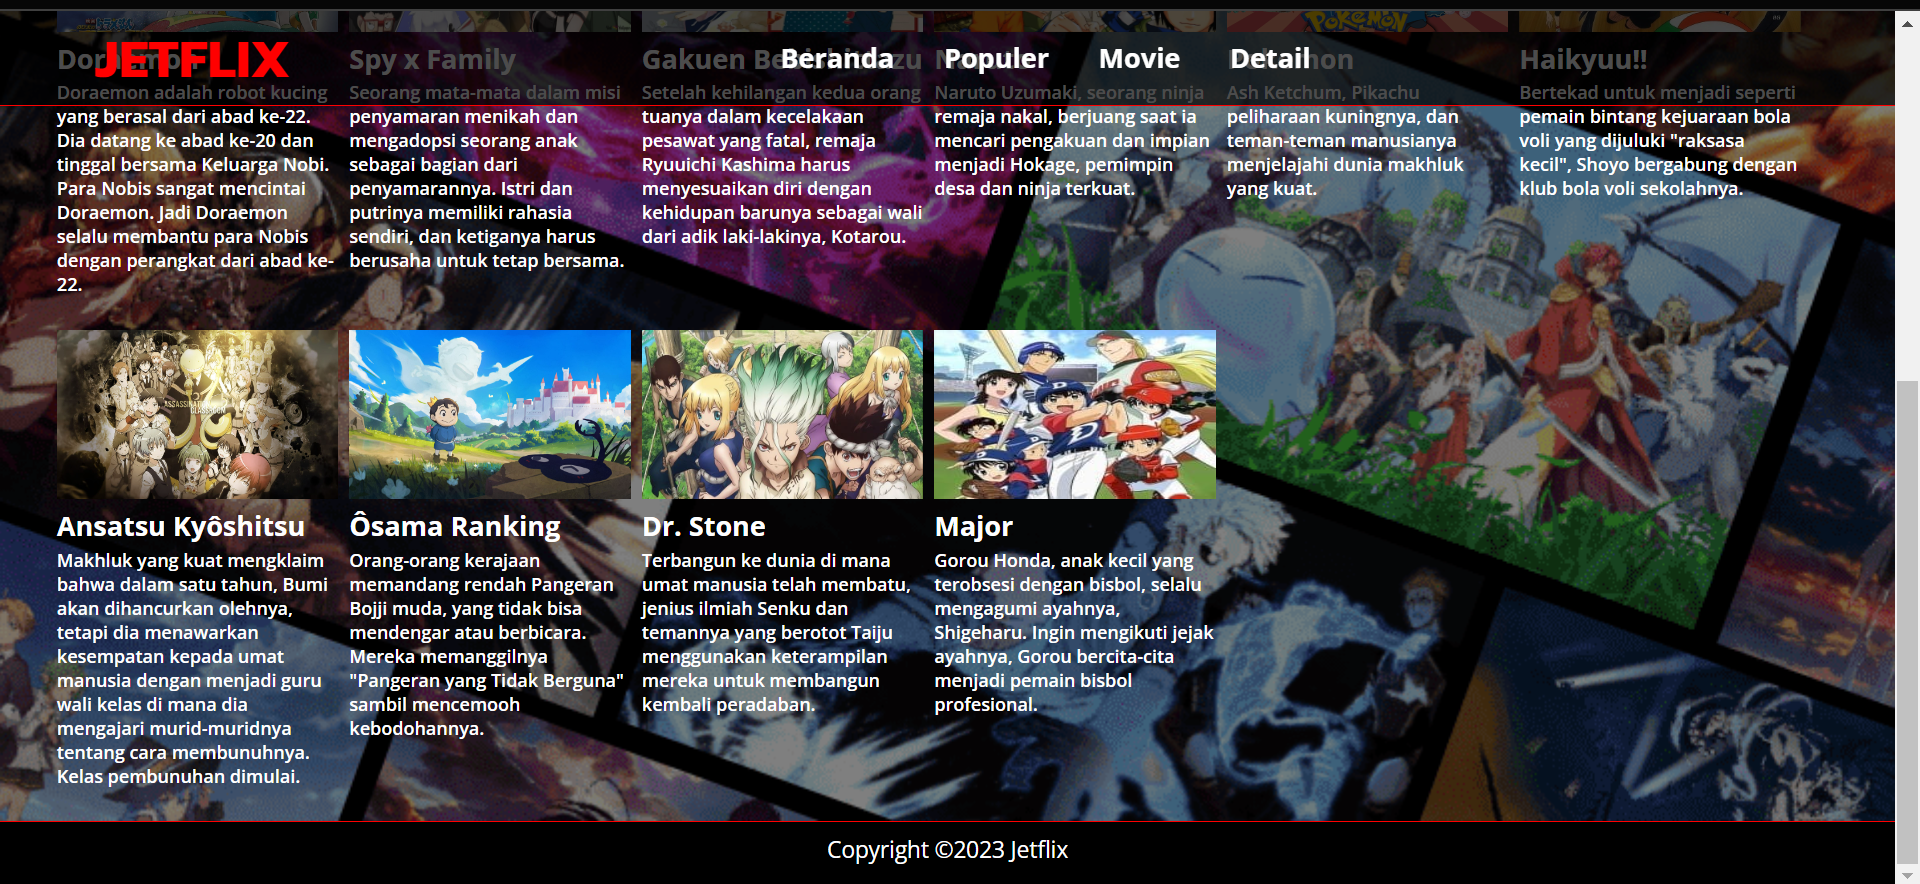 JETFLIX
Beranda Populer Movie Detail
Doraemon
Doraemon adalah robot kucing
yang berasal dari abad ke-22.
Dia datang ke abad ke-20 dan
tinggal bersama Keluarga Nobi.
Para Nobis sangat mencintai
Doraemon. Jadi Doraemon
selalu membantu para Nobis
dengan perangkat dari abad ke-
22.
Spy x Family
Seorang mata-mata dalam misi
penyamaran menikah dan
mengadopsi seorang anak
sebagai bagian dari
penyamarannya. Istri dan
putrinya memiliki rahasia
sendiri, dan ketiganya harus
berusaha untuk tetap bersama.
Gakuen
Setelah kehilangan kedua orang
tuanya dalam kecelakaan
pesawat yang fatal, remaja
Ryuuichi Kashima harus
menyesuaikan diri dengan
kehidupan barunya sebagai wali
dari adik laki-lakinya, Kotarou.
Naruto Uzumaki, seorang ninja
remaja nakal, berjuang saat ia
mencari pengakuan dan impian
menjadi Hokage, pemimpin
desa dan ninja terkuat.
POKéMON
Ash Ketchum, Pikachu
peliharaan kuningnya, dan
teman-teman manusianya
menjelajahi dunia makhluk
yang kuat.
Haikyuu!!
Bertekad untuk menjadi seperti
pemain bintang kejuaraan bola
voli yang dijuluki "raksasa
kecil", Shoyo bergabung dengan
klub bola voli sekolahnya.
ASSASSINATION
CLASSROOM
Ansatsu Kyôshitsu
Makhluk yang kuat mengklaim
bahwa dalam satu tahun, Bumi
akan dihancurkan olehnya,
tetapi dia menawarkan
kesempatan kepada umat
manusia dengan menjadi guru
wali kelas di mana dia
mengajari murid-muridnya
tentang cara membunuhnya.
Kelas pembunuhan dimulai.
Ôsama Ranking
Orang-orang kerajaan
memandang rendah Pangeran
Bojji muda, yang tidak bisa
mendengar atau berbicara.
Mereka memanggilnya
"Pangeran yang Tidak Berguna"
sambil mencemooh
kebodohannya.
Dr. Stone
Terbangun ke dunia di mana
umat manusia telah membatu,
jenius ilmiah Senku dan
temannya yang berotot Taiju
menggunakan keterampilan
mereka untuk membangun
kembali peradaban.
Major
Gorou Honda, anak kecil yang
terobsesi dengan bisbol, selalu
mengagumi ayahnya,
Shigeharu. Ingin mengikuti jejak
ayahnya, Gorou bercita-cita
menjadi pemain bisbol
profesional.
Copyright ©2023 Jetflix